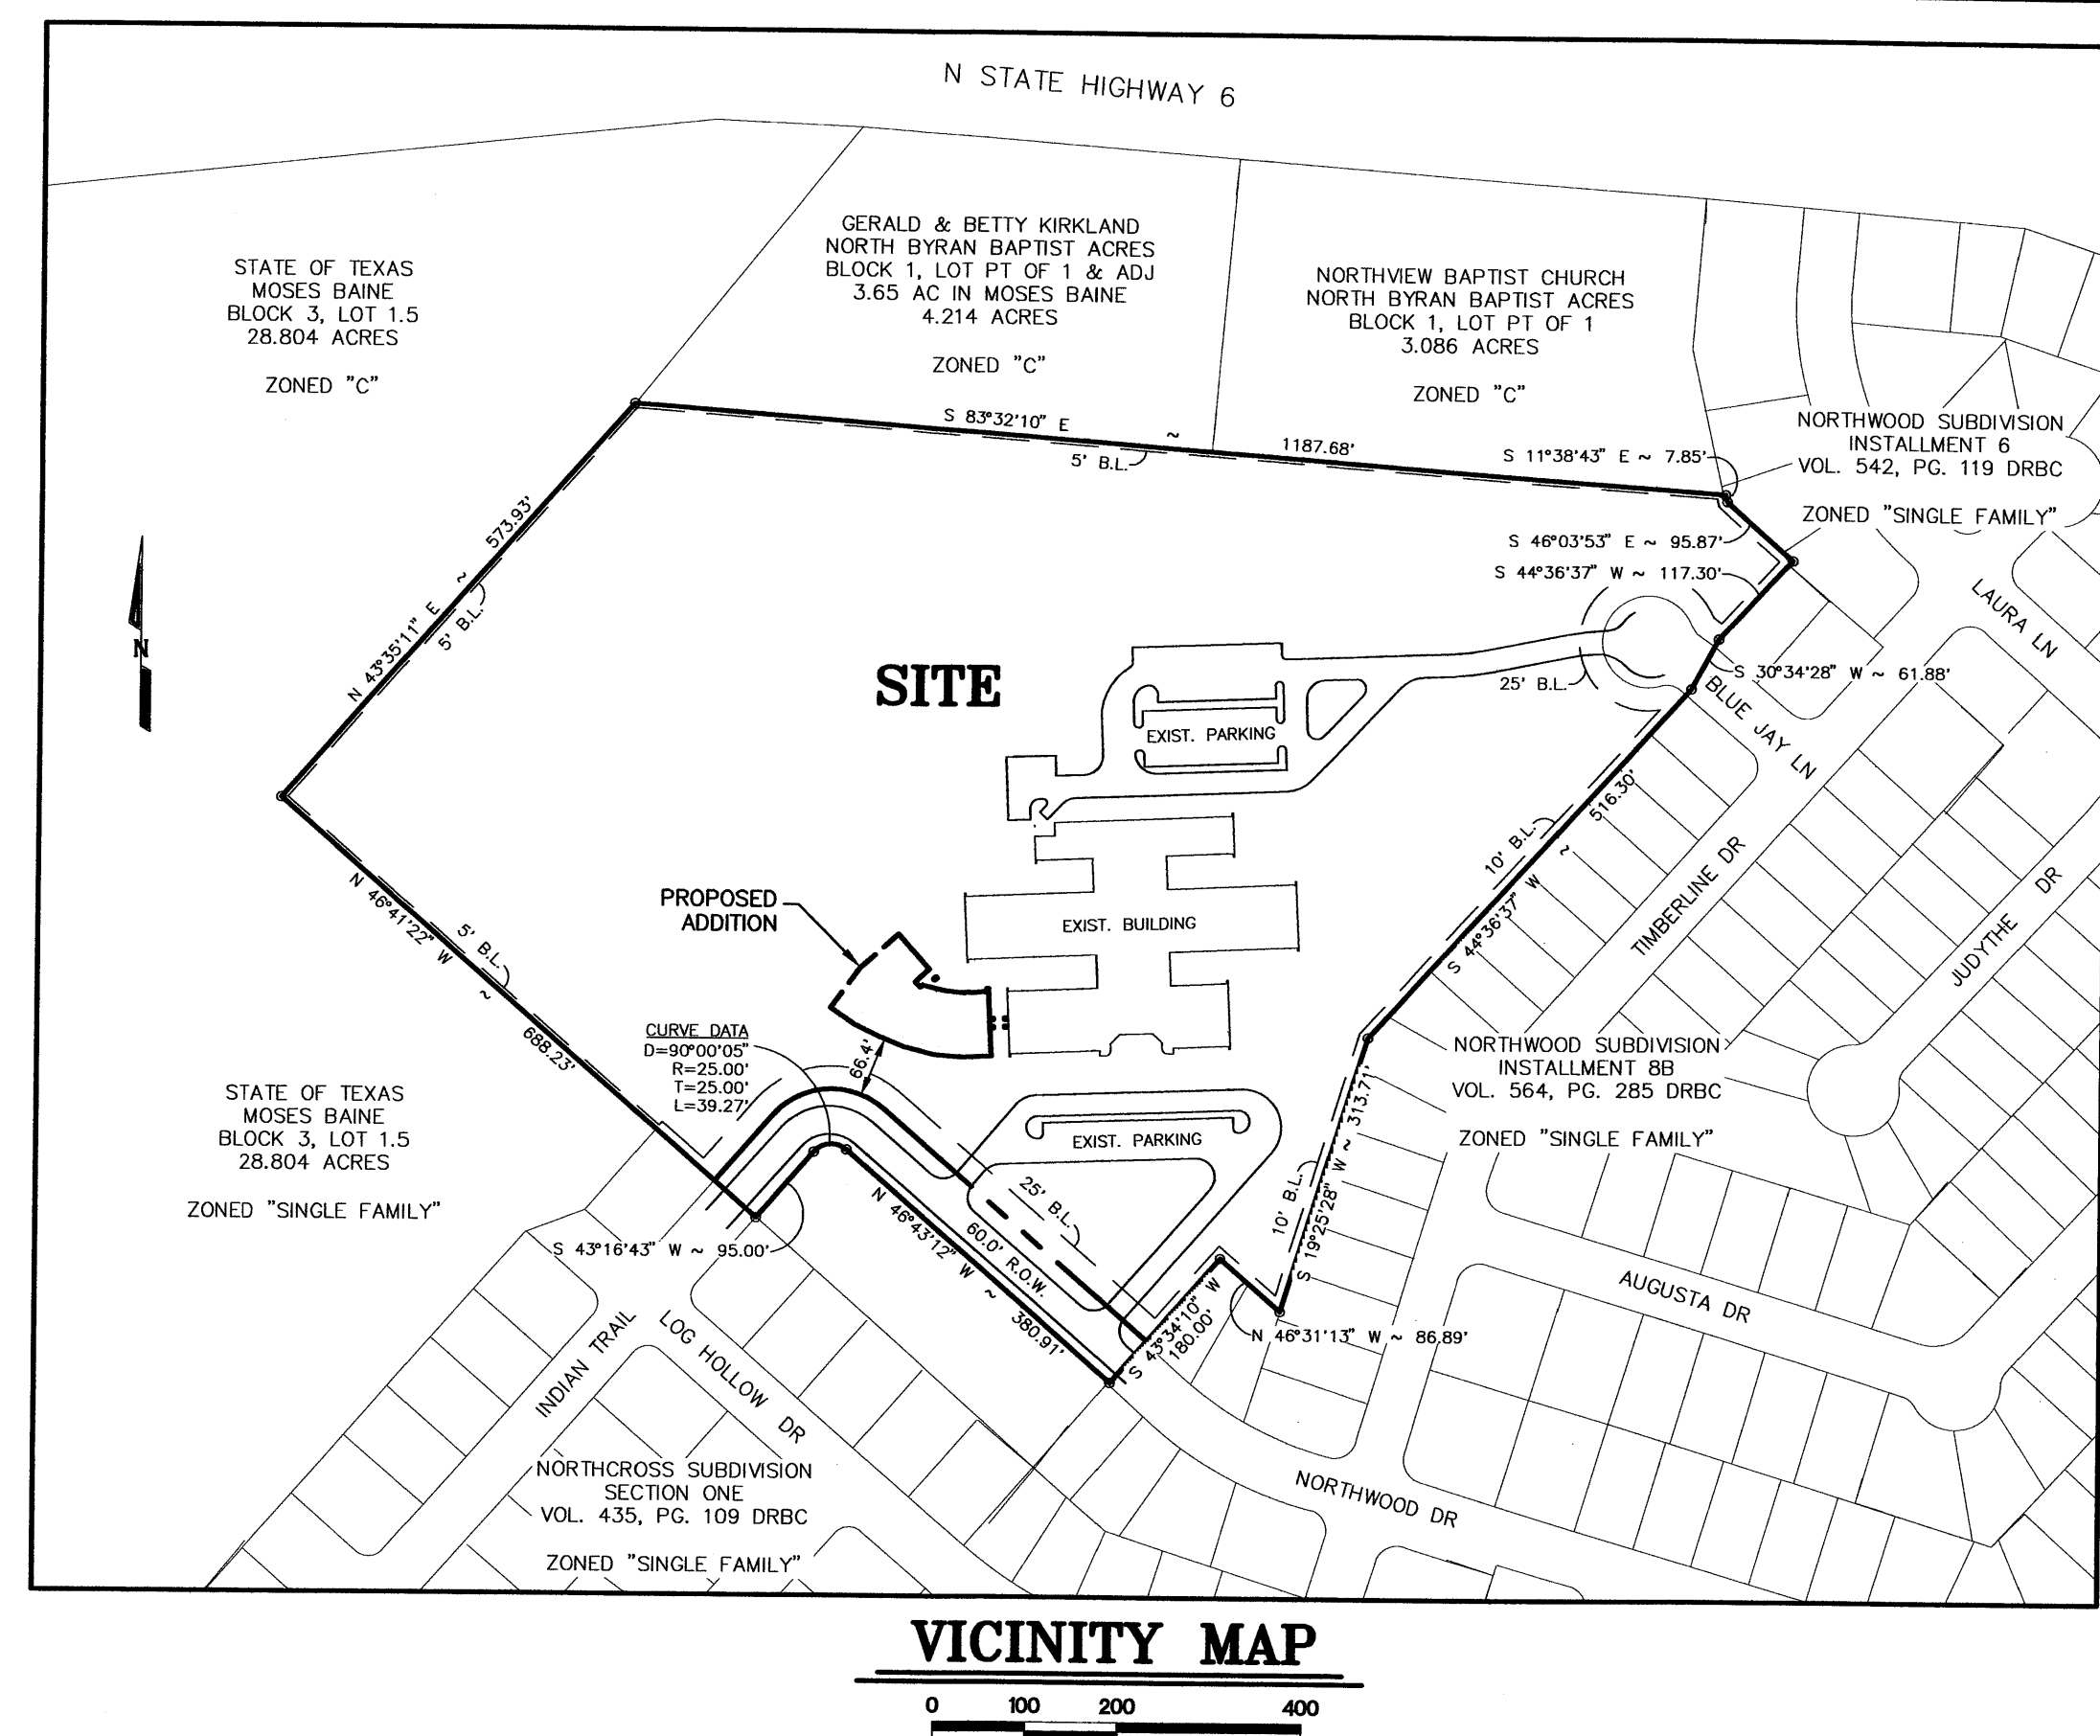 N STATE HIGHWAY 6
STATE OF TEXAS
MOSES BAINE
BLOCK 3, LOT 1.5
28.804 ACRES
ZONED "C"
GERALD & BETTY KIRKLAND
NORTH BYRAN BAPTIST ACRES
BLOCK 1, LOT PT OF 1 & ADJ
3.65 AC IN MOSES BAINE
4.214 ACRES
ZONED "C"
NORTHVIEW BAPTIST CHURCH
NORTH BYRAN BAPTIST ACRES
BLOCK 1, LOT PT OF 1
3.086 ACRES
ZONED "C"
NORTHWOOD SUBDIVISION
INSTALLMENT 6
VOL. 542, PG. 119 DRBC
ZONED "SINGLE FAMILY"
S 83°32'10" E ~ 1187.68'
5' B.L.
S 11°38'43" E ~ 7.85'
S 46°03'53" E ~ 95.87'
S 44°36'37" W ~ 117.30'
S 30°34'28" W ~ 61.88'
25' B.L.
N 43°35'11" E ~ 573.93'
5' B.L.
N
SITE
LAURA LN
BLUE JAY LN
EXIST. PARKING
10' B.L.
S 44°36'37" W ~ 516.30'
TIMBERLINE DR
JUDYTHE DR
PROPOSED
ADDITION
EXIST. BUILDING
N 46°41'22" W ~ 688.23'
5' B.L.
CURVE DATA
D=90°00'05"
R=25.00'
T=25.00'
L=39.27'
66.4'
NORTHWOOD SUBDIVISION
INSTALLMENT 8B
VOL. 564, PG. 285 DRBC
ZONED "SINGLE FAMILY"
STATE OF TEXAS
MOSES BAINE
BLOCK 3, LOT 1.5
28.804 ACRES
ZONED "SINGLE FAMILY"
EXIST. PARKING
10' B.L.
S 19°25'28" W ~ 313.71'
25' B.L.
60.0' R.O.W.
N 46°43'12" W ~ 380.91'
S 43°16'43" W ~ 95.00'
S 43°34'10" W
180.00'
N 46°31'13" W ~ 86.89'
AUGUSTA DR
INDIAN TRAIL
LOG HOLLOW DR
NORTHWOOD DR
NORTHCROSS SUBDIVISION
SECTION ONE
VOL. 435, PG. 109 DRBC
ZONED "SINGLE FAMILY"
VICINITY MAP
0 100 200 400